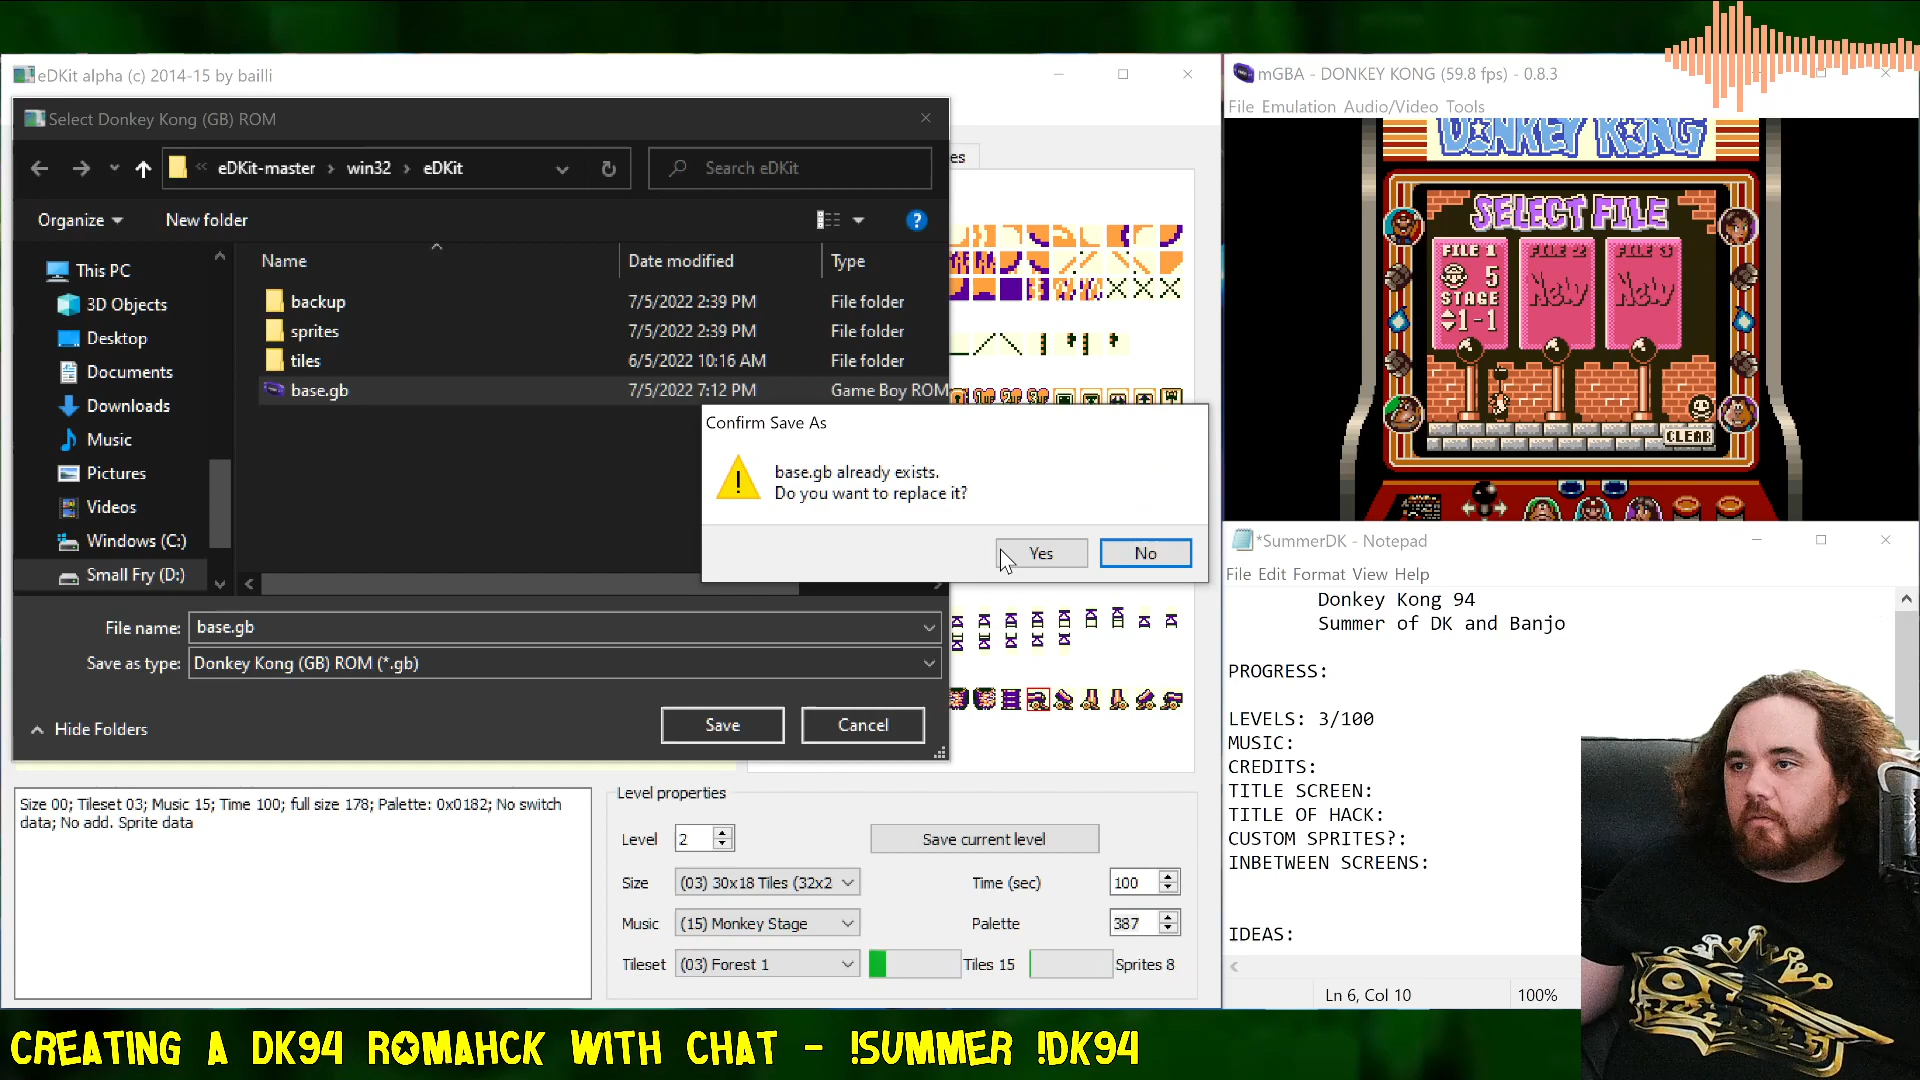 eDKit alpha (c) 2014-15 by bailli
Select Donkey Kong (GB) ROM
« eDKit-master › win32 › eDKit
Search eDKit
Organize
New folder
es
Name
Date modified
Type
This PC
3D Objects
Desktop
Documents
Downloads
Music
Pictures
Videos
Windows (C:)
Small Fry (D:)
backup 7/5/2022 2:39 PM File folder
sprites 7/5/2022 2:39 PM File folder
tiles 6/5/2022 10:16 AM File folder
base.gb 7/5/2022 7:12 PM Game Boy ROM
Confirm Save As
base.gb already exists.
Do you want to replace it?
Yes
No
File name: base.gb
Save as type: Donkey Kong (GB) ROM (*.gb)
Hide Folders
Save
Cancel
Size 00; Tileset 03; Music 15; Time 100; full size 178; Palette: 0x0182; No switch
data; No add. Sprite data
Level properties
Level 2
Save current level
Size (03) 30x18 Tiles (32x2
Time (sec) 100
Music (15) Monkey Stage
Palette 387
Tileset (03) Forest 1
Tiles 15
Sprites 8
mGBA - DONKEY KONG (59.8 fps) - 0.8.3
File Emulation Audio/Video Tools
DONKEY KONG
SELECT FILE
FILE 1
5
STAGE
1-1
FILE 2
New
FILE 3
New
CLEAR
*SummerDK - Notepad
File Edit Format View Help
Donkey Kong 94
Summer of DK and Banjo
PROGRESS:
LEVELS: 3/100
MUSIC:
CREDITS:
TITLE SCREEN:
TITLE OF HACK:
CUSTOM SPRITES?:
INBETWEEN SCREENS:
IDEAS:
Ln 6, Col 10
100%
CREATING A DK94 ROMAHCK WITH CHAT - !SUMMER !DK94